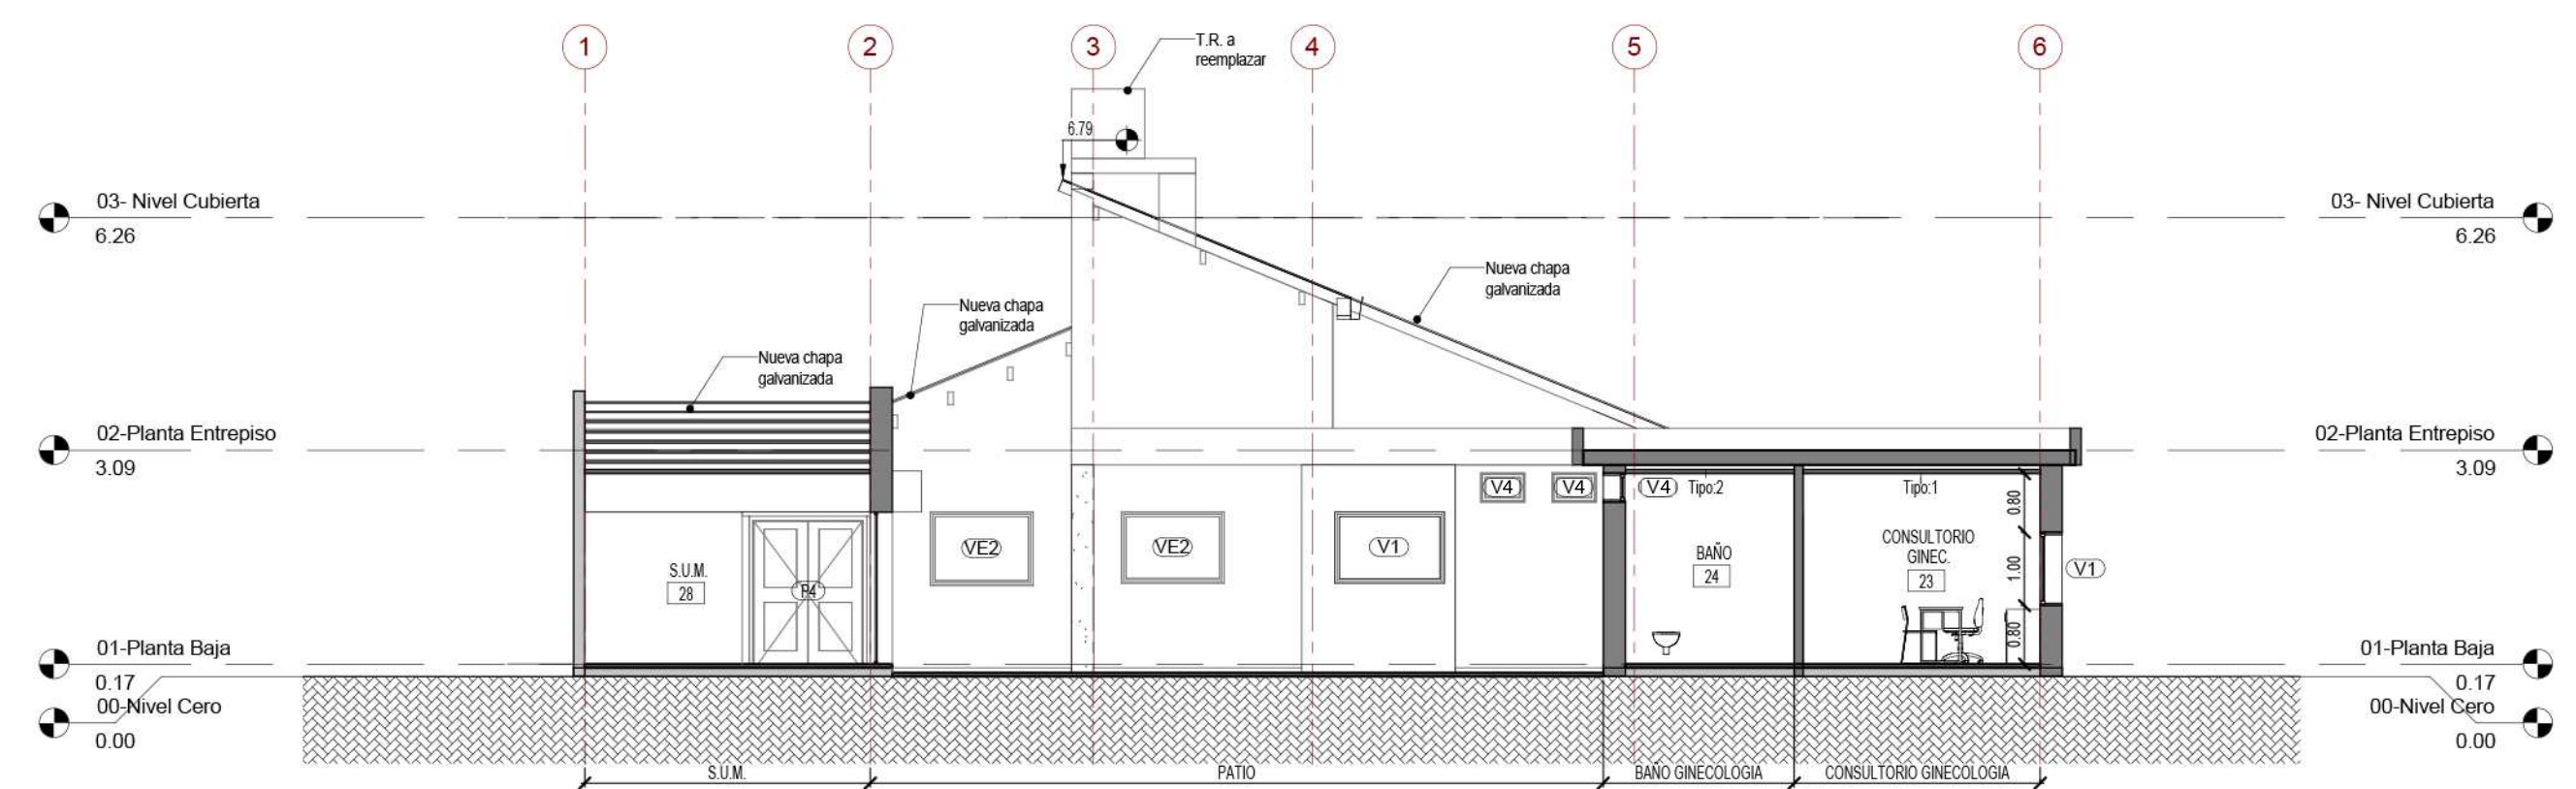 1
2
3
4
5
6
T.R. a
reemplazar
6.79
03- Nivel Cubierta
6.26
03- Nivel Cubierta
6.26
Nueva chapa
galvanizada
Nueva chapa
galvanizada
Nueva chapa
galvanizada
02-Planta Entrepiso
3.09
02-Planta Entrepiso
3.09
V4
V4
V4
Tipo:2
Tipo:1
0.80
VE2
VE2
V1
BAÑO
24
CONSULTORIO
GINEC.
23
1.00
V1
S.U.M.
28
P4
0.80
01-Planta Baja
0.17
01-Planta Baja
0.17
00-Nivel Cero
0.00
00-Nivel Cero
0.00
S.U.M.
PATIO
BAÑO GINECOLOGIA
CONSULTORIO GINECOLOGIA